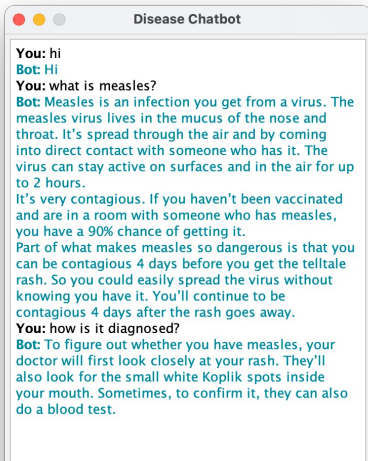 Disease Chatbot
You: hi
Bot: Hi
You: what is measles?
Bot: Measles is an infection you get from a virus. The
measles virus lives in the mucus of the nose and
throat. It’s spread through the air and by coming
into direct contact with someone who has it. The
virus can stay active on surfaces and in the air for up
to 2 hours.
It’s very contagious. If you haven’t been vaccinated
and are in a room with someone who has measles,
you have a 90% chance of getting it.
Part of what makes measles so dangerous is that you
can be contagious 4 days before you get the telltale
rash. So you could easily spread the virus without
knowing you have it. You’ll continue to be
contagious 4 days after the rash goes away.
You: how is it diagnosed?
Bot: To figure out whether you have measles, your
doctor will first look closely at your rash. They’ll
also look for the small white Koplik spots inside
your mouth. Sometimes, to confirm it, they can also
do a blood test.